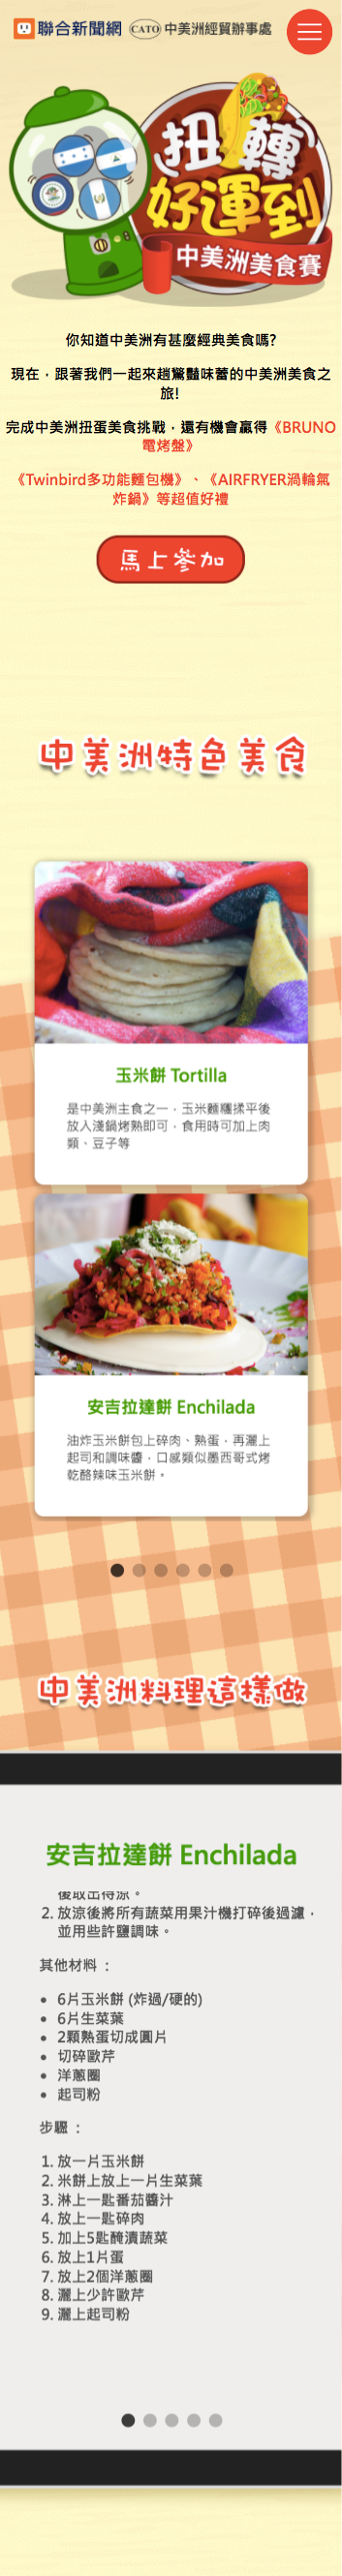 聯合新聞網 CATO 中美洲經貿辦事處
扭轉
好運到
中美洲美食賽
你知道中美洲有甚麼經典美食嗎?
現在，跟著我們一起來趟驚豔味蕾的中美洲美食之
旅!
完成中美洲扭蛋美食挑戰，還有機會贏得《BRUNO
電烤盤》
《Twinbird多功能麵包機》、《AIRFRYER渦輪氣
炸鍋》等超值好禮
馬上參加
中美洲特色美食
玉米餅 Tortilla
是中美洲主食之一，玉米麵糰揉平後
放入淺鍋烤熟即可，食用時可加上肉
類、豆子等
安吉拉達餅 Enchilada
油炸玉米餅包上碎肉、熟蛋，再灑上
起司和調味醬，口感類似墨西哥式烤
乾酪辣味玉米餅。
中美洲料理這樣做
安吉拉達餅 Enchilada
後取出待涼。
2. 放涼後將所有蔬菜用果汁機打碎後過濾，
並用些許鹽調味。
其他材料 :
• 6片玉米餅 (炸過/硬的)
• 6片生菜葉
• 2顆熟蛋切成圓片
• 切碎歐芹
• 洋蔥圈
• 起司粉
步驟 :
1. 放一片玉米餅
2. 米餅上放上一片生菜葉
3. 淋上一匙番茄醬汁
4. 放上一匙碎肉
5. 加上5匙醃漬蔬菜
6. 放上1片蛋
7. 放上2個洋蔥圈
8. 灑上少許歐芹
9. 灑上起司粉